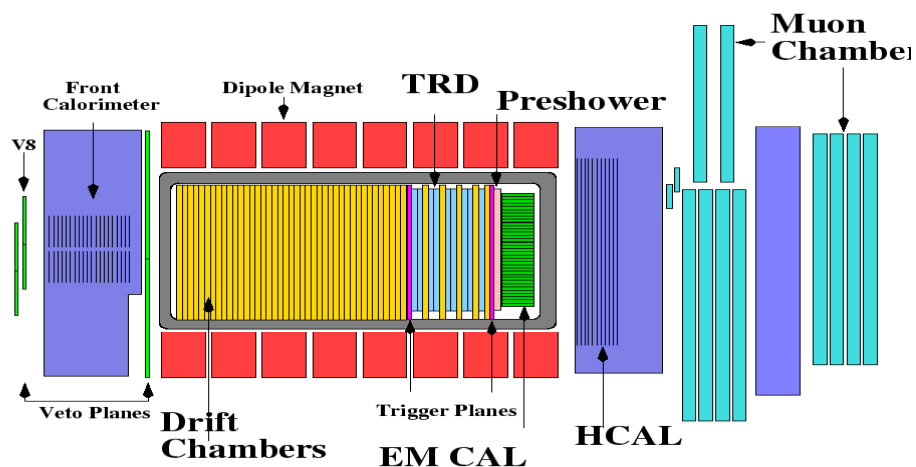 Muon
Chamber
Front
Calorimeter
Dipole Magnet
TRD
Preshower
V8
Veto Planes
Drift
Chambers
Trigger Planes
EM CAL
HCAL